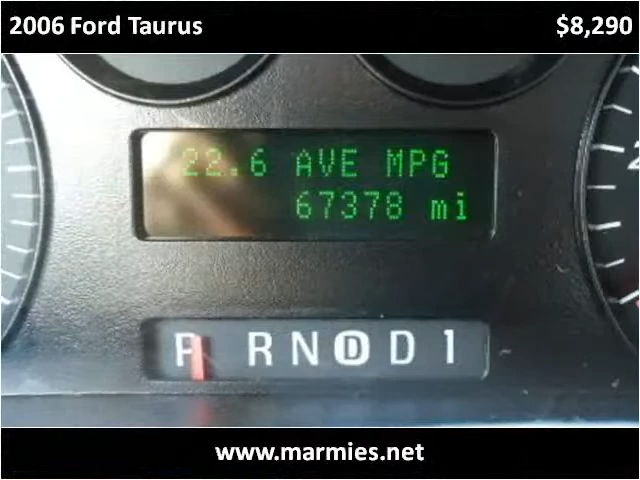 2006 Ford Taurus $8,290
22.6 AVE MPG
67378 mi
P R N D D 1
www.marmies.net